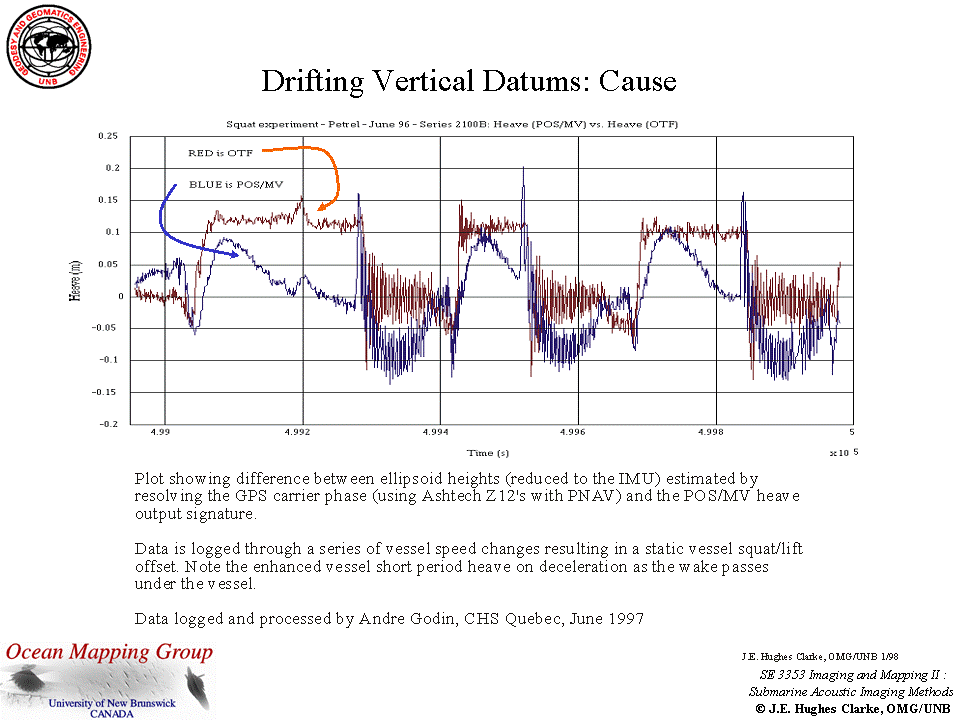 GEODESY AND GEOMATICS ENGINEERING
UNB
Drifting Vertical Datums: Cause
Squat experiment - Petrel - June 96 - Series 2100B: Heave (POS/MV) vs. Heave (OTF)
RED is OTF
BLUE is POS/MV
Heave (m)
0.25
0.2
0.15
0.1
0.05
0
-0.05
-0.1
-0.15
-0.2
4.99
4.992
4.994
4.996
4.998
5
Time (s)
x10 5
Plot showing difference between ellipsoid heights (reduced to the IMU) estimated by
resolving the GPS carrier phase (using Ashtech Z12's with PNAV) and the POS/MV heave
output signature.
Data is logged through a series of vessel speed changes resulting in a static vessel squat/lift
offset. Note the enhanced vessel short period heave on deceleration as the wake passes
under the vessel.
Data logged and processed by Andre Godin, CHS Quebec, June 1997
Ocean Mapping Group
University of New Brunswick
CANADA
J.E. Hughes Clarke, OMG/UNB 1/98
SE 3353 Imaging and Mapping II :
Submarine Acoustic Imaging Methods
© J.E. Hughes Clarke, OMG/UNB